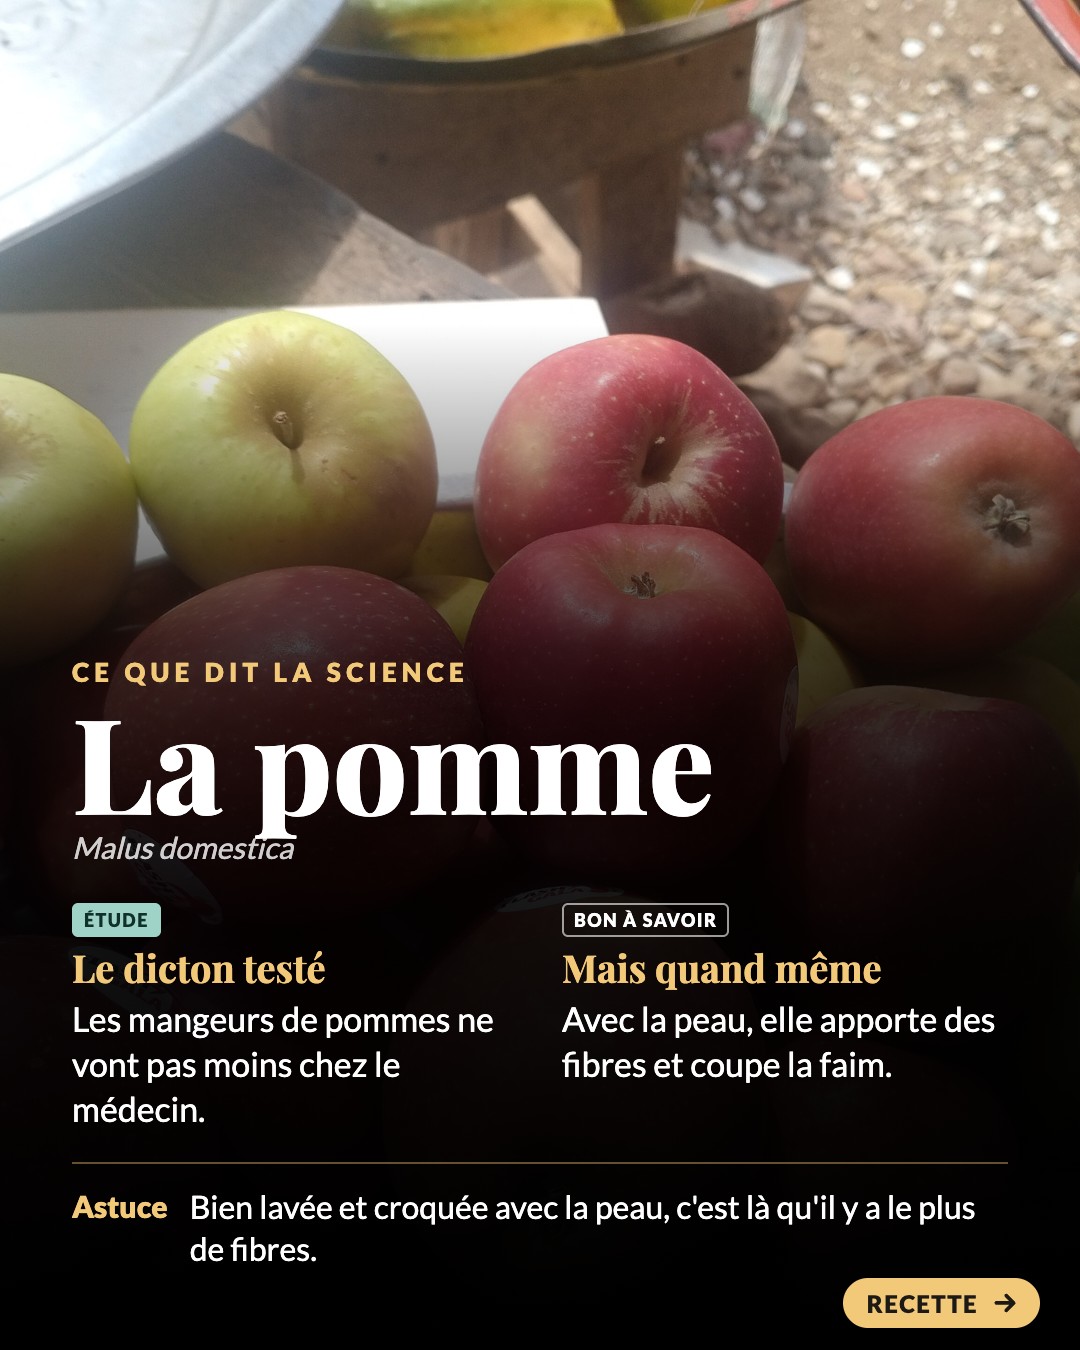 CE QUE DIT LA SCIENCE
La pomme
Malus domestica
ÉTUDE
Le dicton testé
Les mangeurs de pommes ne
vont pas moins chez le
médecin.
BON À SAVOIR
Mais quand même
Avec la peau, elle apporte des
fibres et coupe la faim.
Astuce Bien lavée et croquée avec la peau, c'est là qu'il y a le plus
de fibres.
RECETTE →